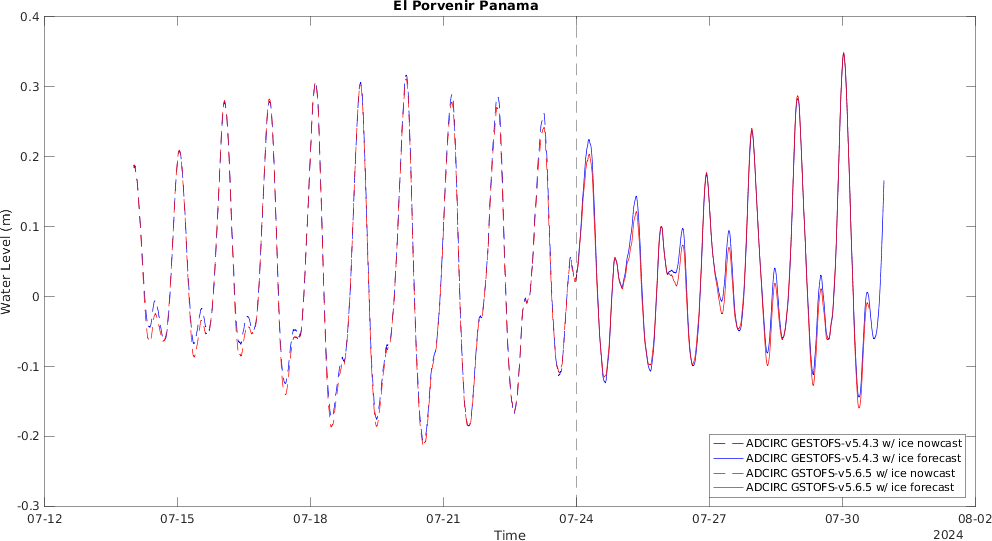 El Porvenir Panama
0.4
0.3
0.2
0.1
0
-0.1
-0.2
-0.3
Water Level (m)
ADCIRC GESTOFS-v5.4.3 w/ ice nowcast
ADCIRC GESTOFS-v5.4.3 w/ ice forecast
ADCIRC GSTOFS-v5.6.5 w/ ice nowcast
ADCIRC GSTOFS-v5.6.5 w/ ice forecast
07-12 07-15 07-18 07-21 07-24 07-27 07-30 08-02
Time
2024